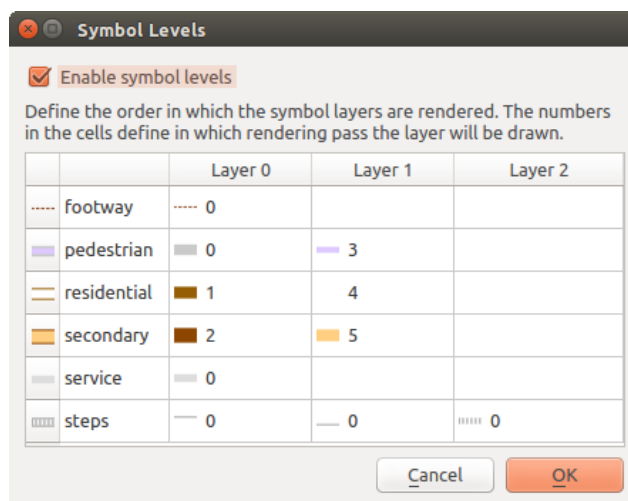 Symbol Levels
Enable symbol levels
Define the order in which the symbol layers are rendered. The numbers
in the cells define in which rendering pass the layer will be drawn.
Layer 0 Layer 1 Layer 2
footway 0
pedestrian 0 3
residential 1 4
secondary 2 5
service 0
steps 0 0 0
Cancel OK